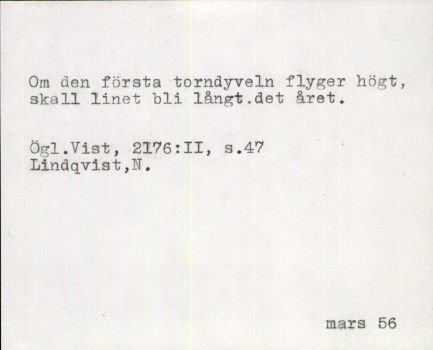 Om den första torndyveln flyger högt,
skall linet bli långt.det året.
Ögl.Vist, 2176:II, s.47
Lindqvist,N.
mars 56